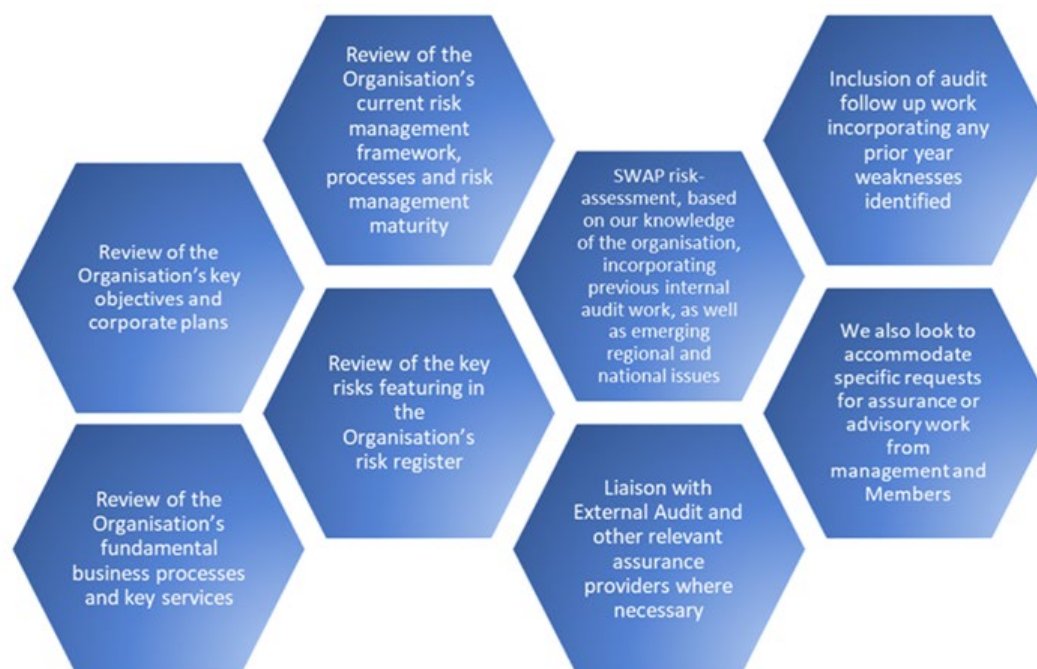 Review of the
Organisation's
current risk
management
framework,
processes and risk
management
maturity
Inclusion of audit
follow up work
incorporating any
prior year
weaknesses
identified
SWAP risk-
assessment, based
on our knowledge
of the organisation,
incorporating
previous internal
audit work, as well
as emerging
regional and
national issues
Review of the
Organisation's key
objectives and
corporate plans
Review of the key
risks featuring in
the
Organisation's
risk register
We also look to
accommodate
specific requests
for assurance or
advisory work
from
management and
Members
Review of the
Organisation's
fundamental
business processes
and key services
Liaison with
External Audit and
other relevant
assurance
providers where
necessary